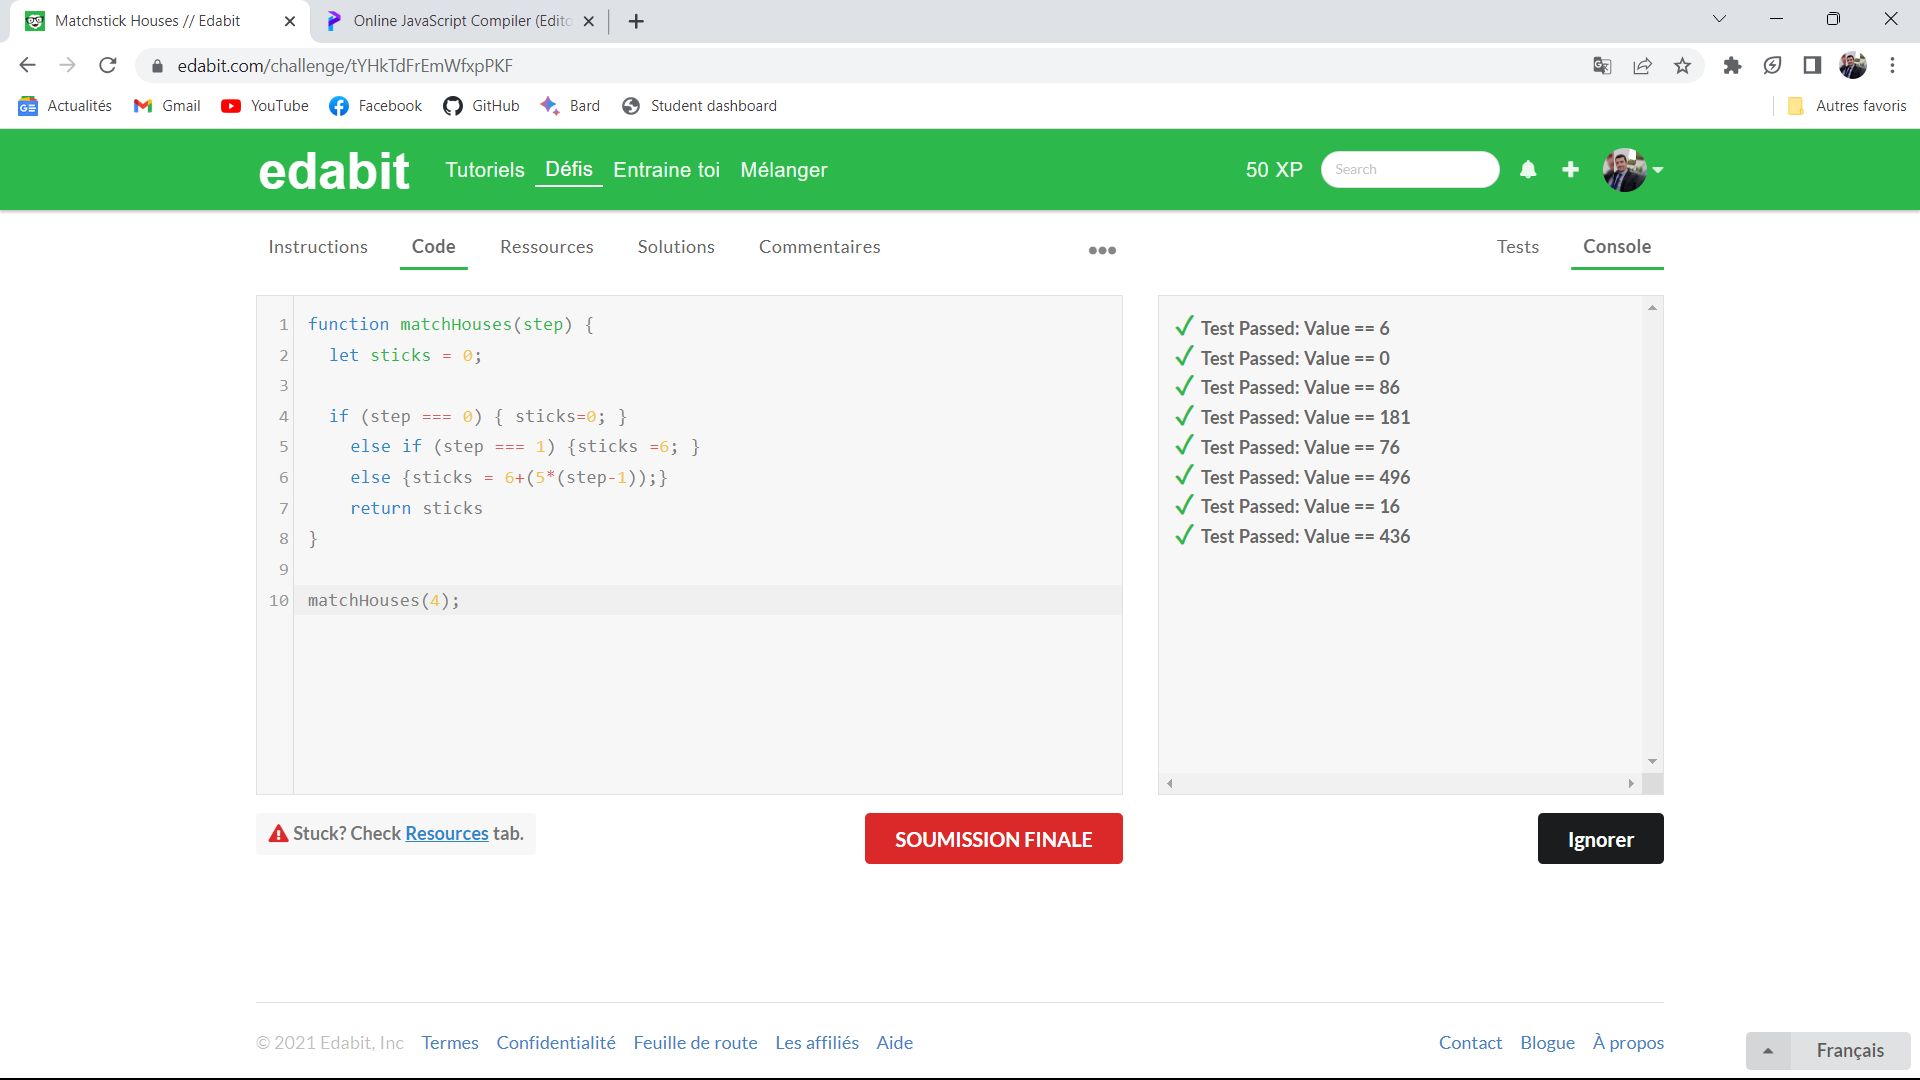 Matchstick Houses // Edabit
Online JavaScript Compiler (Edito
edabit.com/challenge/tYHkTdFrEmWfxpPKF
Actualités Gmail YouTube Facebook GitHub Bard Student dashboard Autres favoris
edabit Tutoriels Défis Entraine toi Mélanger 50 XP Search
Instructions Code Ressources Solutions Commentaires ••• Tests Console
1 function matchHouses(step) {
2 let sticks = 0;
3
4 if (step === 0) { sticks=0; }
5 else if (step === 1) {sticks =6; }
6 else {sticks = 6+(5*(step-1));}
7 return sticks
8 }
9
10 matchHouses(4);
Test Passed: Value == 6
Test Passed: Value == 0
Test Passed: Value == 86
Test Passed: Value == 181
Test Passed: Value == 76
Test Passed: Value == 496
Test Passed: Value == 16
Test Passed: Value == 436
Stuck? Check Resources tab.
SOUMISSION FINALE
Ignorer
© 2021 Edabit, Inc Termes Confidentialité Feuille de route Les affiliés Aide Contact Blogue À propos
Français